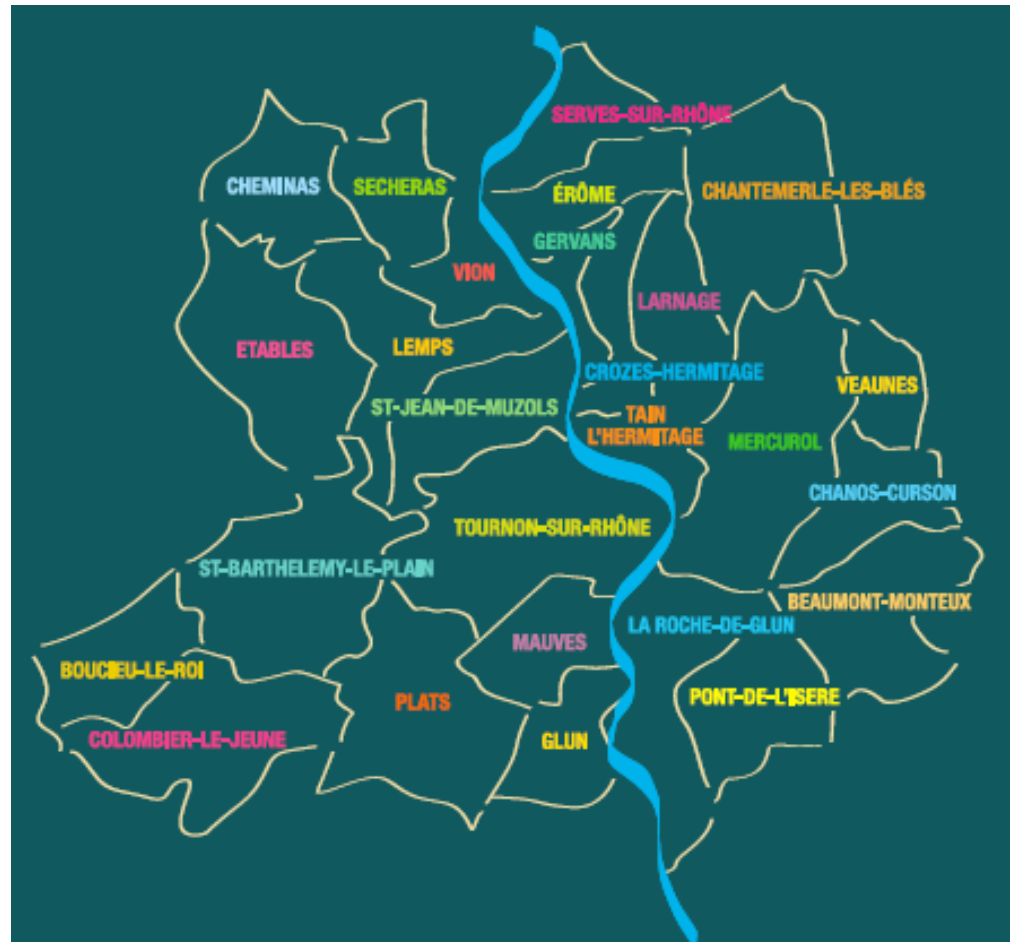 SERVES-SUR-RHÔNE
CHEMINAS
SECHERAS
ÉRÔME
CHANTEMERLE-LES-BLÉS
GERVANS
VION
LARNAGE
ETABLES
LEMPS
CROZES-HERMITAGE
VEAUNES
ST-JEAN-DE-MUZOLS
TAIN
L'HERMITAGE
MERCUROL
CHANOS-CURSON
TOURNON-SUR-RHÔNE
ST-BARTHELEMY-LE-PLAIN
BEAUMONT-MONTEUX
LA ROCHE-DE-GLUN
MAUVES
BOUCIEU-LE-ROI
PLATS
PONT-DE-L'ISERE
COLOMBIER-LE-JEUNE
GLUN